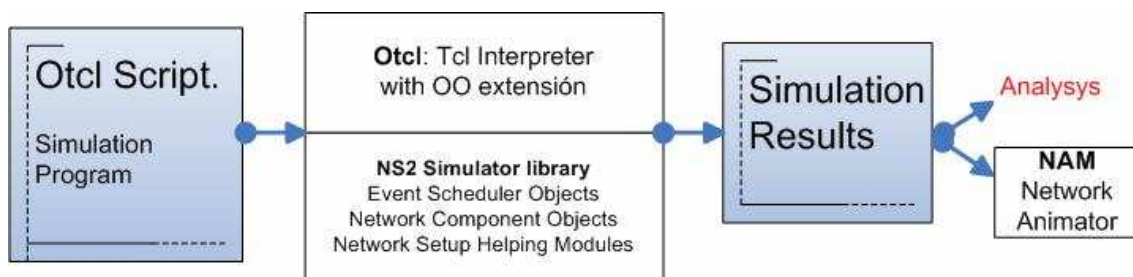 Otcl Script.
Simulation
Program
Otcl: Tcl Interpreter
with OO extensión
NS2 Simulator library
Event Scheduler Objects
Network Component Objects
Network Setup Helping Modules
Simulation
Results
Analysys
NAM
Network
Animator